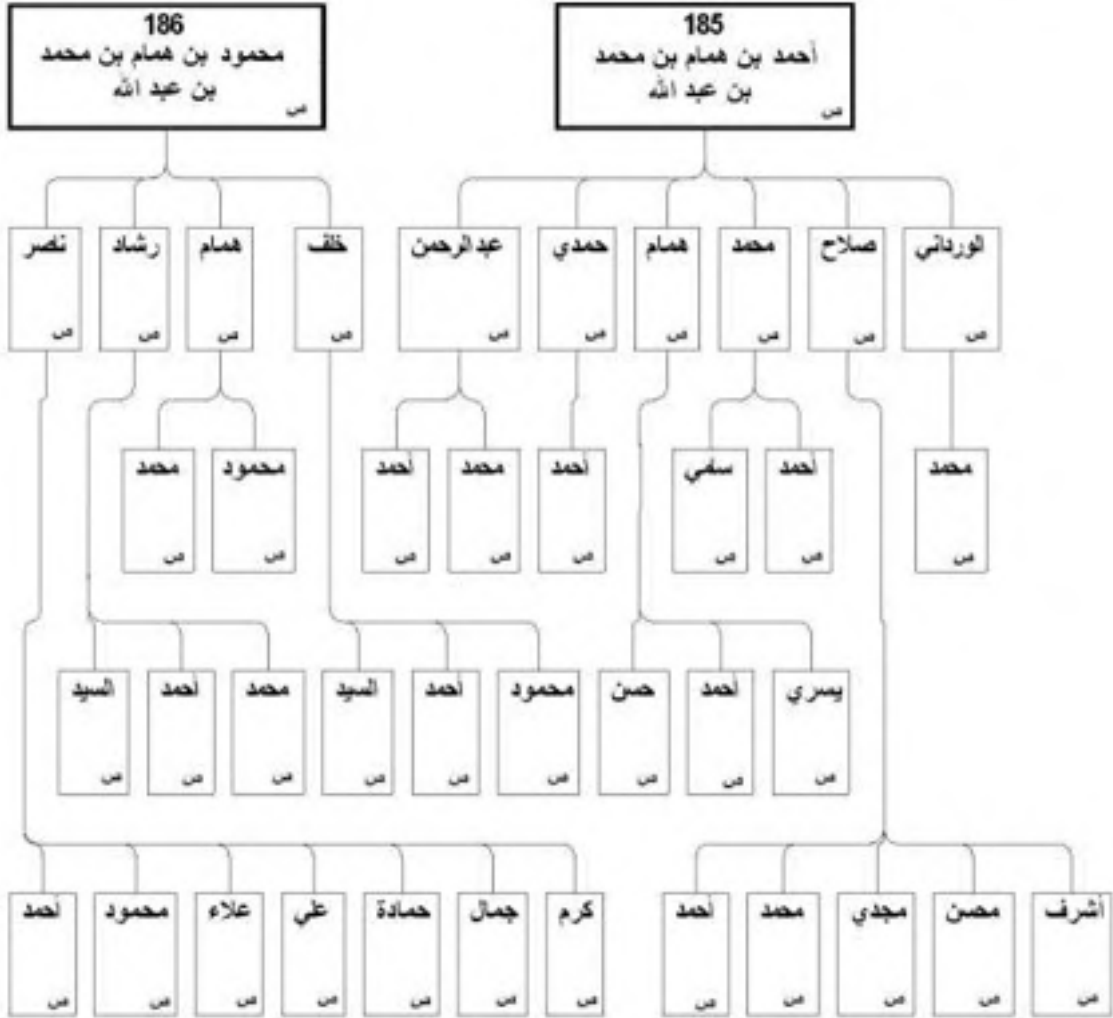 185
أحمد بن همام بن محمد
بن عبد الله
ص
186
محمود بن همام بن محمد
بن عبد الله
ص
الورداني
ص
صلاح
ص
محمد
ص
همام
ص
حمدي
ص
عبدالرحمن
ص
خلف
ص
همام
ص
رشاد
ص
نصر
ص
محمد
ص
أحمد
ص
سامي
ص
أحمد
ص
محمد
ص
أحمد
ص
محمود
ص
محمد
ص
يسري
ص
أحمد
ص
حسن
ص
محمود
ص
أحمد
ص
السيد
ص
محمد
ص
أحمد
ص
السيد
ص
أشرف
ص
محسن
ص
مجدي
ص
محمد
ص
أحمد
ص
كرم
ص
جمال
ص
حمادة
ص
علي
ص
علاء
ص
محمود
ص
أحمد
ص